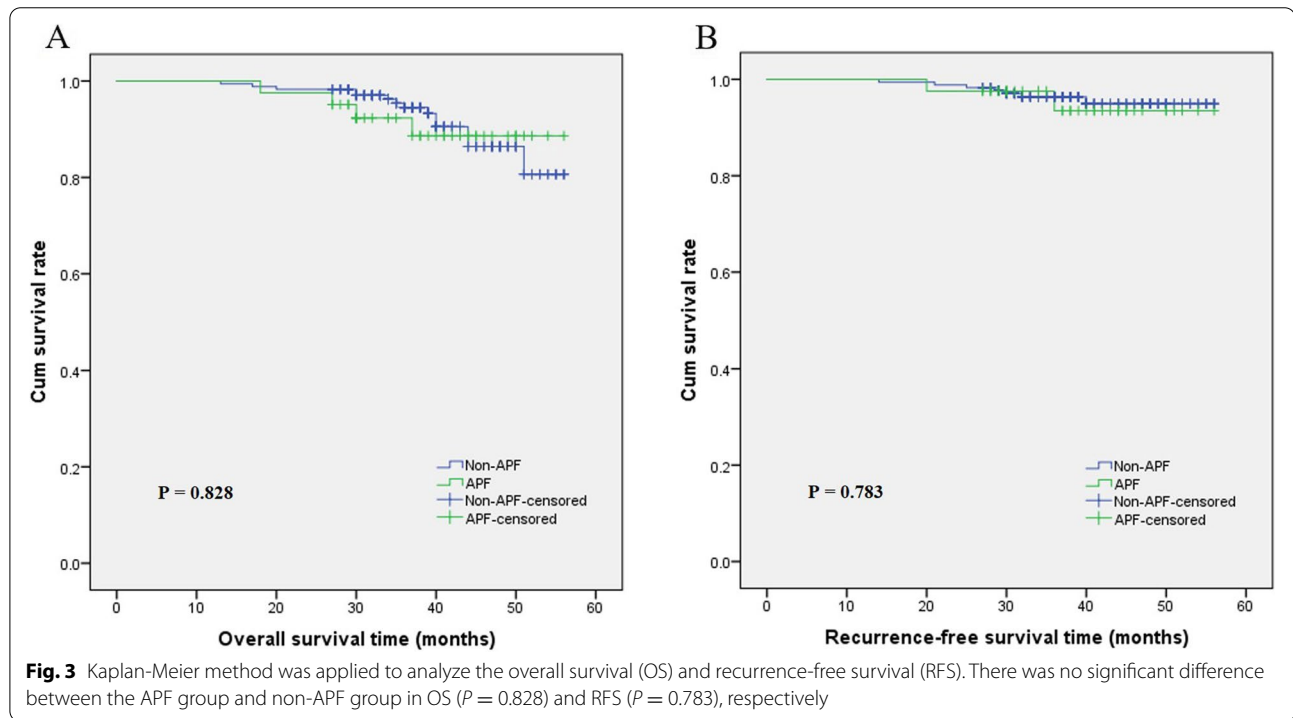 A
Cum survival rate
1.0
0.8
0.6
0.4
0.2
0.0
P = 0.828
Non-APF
APF
Non-APF-censored
APF-censored
0 10 20 30 40 50 60
Overall survival time (months)
B
Cum survival rate
1.0
0.8
0.6
0.4
0.2
0.0
P = 0.783
Non-APF
APF
Non-APF-censored
APF-censored
0 10 20 30 40 50 60
Recurrence-free survival time (months)
Fig. 3 Kaplan-Meier method was applied to analyze the overall survival (OS) and recurrence-free survival (RFS). There was no significant difference
between the APF group and non-APF group in OS (P = 0.828) and RFS (P = 0.783), respectively